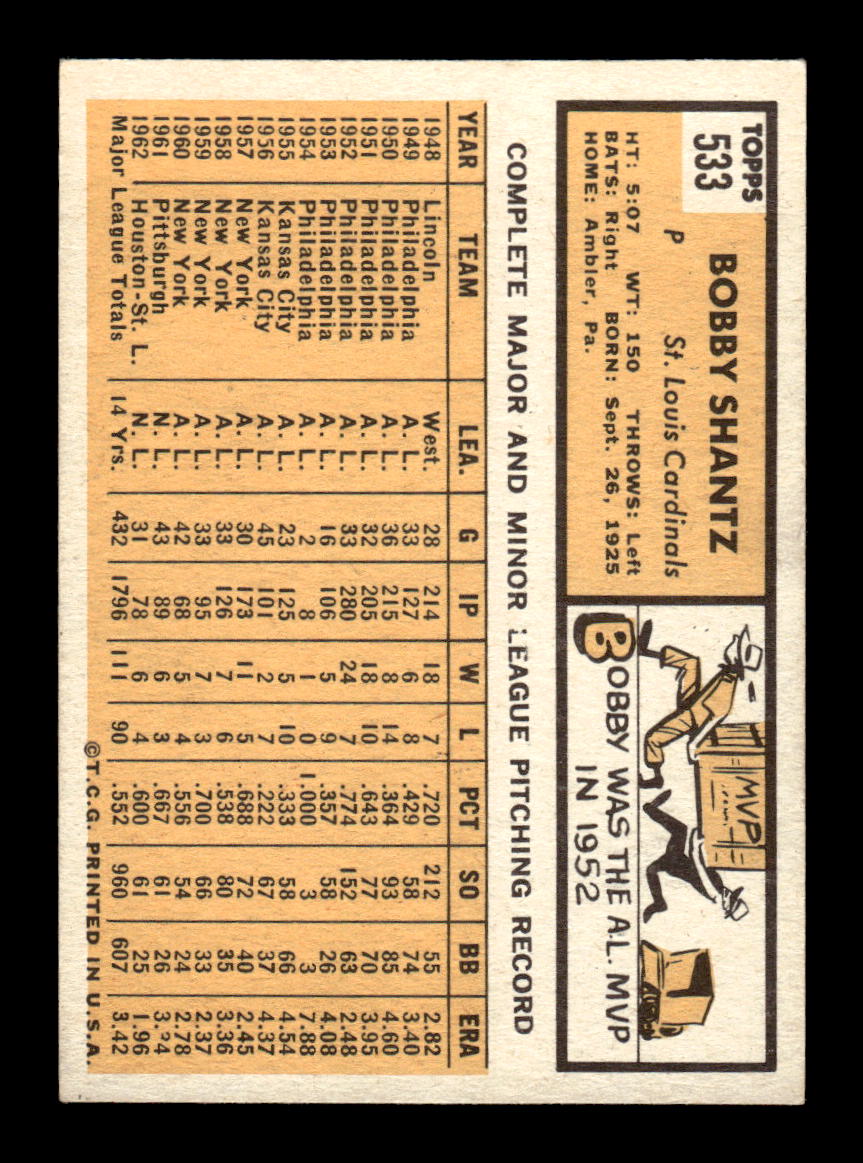 TOPPS
533
BOBBY SHANTZ
P St. Louis Cardinals
HT: 5:07 WT: 150 THROWS: Left
BATS: Right BORN: Sept. 26, 1925
HOME: Ambler, Pa.
MVP
BOBBY WAS THE A.L. MVP
IN 1952
COMPLETE MAJOR AND MINOR LEAGUE PITCHING RECORD
YEAR TEAM LEA. G IP W L PCT SO BB ERA
1948 Lincoln West. 28 214 18 7 .720 212 55 2.82
1949 Philadelphia A. L. 33 127 6 8 .429 58 74 3.40
1950 Philadelphia A. L. 36 215 8 14 .364 93 85 4.60
1951 Philadelphia A. L. 32 205 18 10 .643 77 70 3.95
1952 Philadelphia A. L. 33 280 24 7 .774 152 63 2.48
1953 Philadelphia A. L. 16 106 5 9 .357 58 26 4.08
1954 Philadelphia A. L. 2 8 1 0 1.000 3 3 7.88
1955 Kansas City A. L. 23 125 5 10 .333 58 66 4.54
1956 Kansas City A. L. 45 101 2 7 .222 67 37 4.37
1957 New York A. L. 30 173 11 5 .688 72 40 2.45
1958 New York A. L. 33 126 7 6 .538 80 35 3.36
1959 New York A. L. 33 95 7 3 .700 66 33 2.37
1960 New York A. L. 42 68 5 4 .556 54 24 2.78
1961 Pittsburgh N. L. 43 89 6 3 .667 61 26
1962 Houston-St. L. N. L. 31 78 6 4 .600 61 25 1.96
Major League Totals 14 Yrs. 432 1796 111 90 .552 960 607 3.42
©T.C.G. PRINTED IN U.S.A.